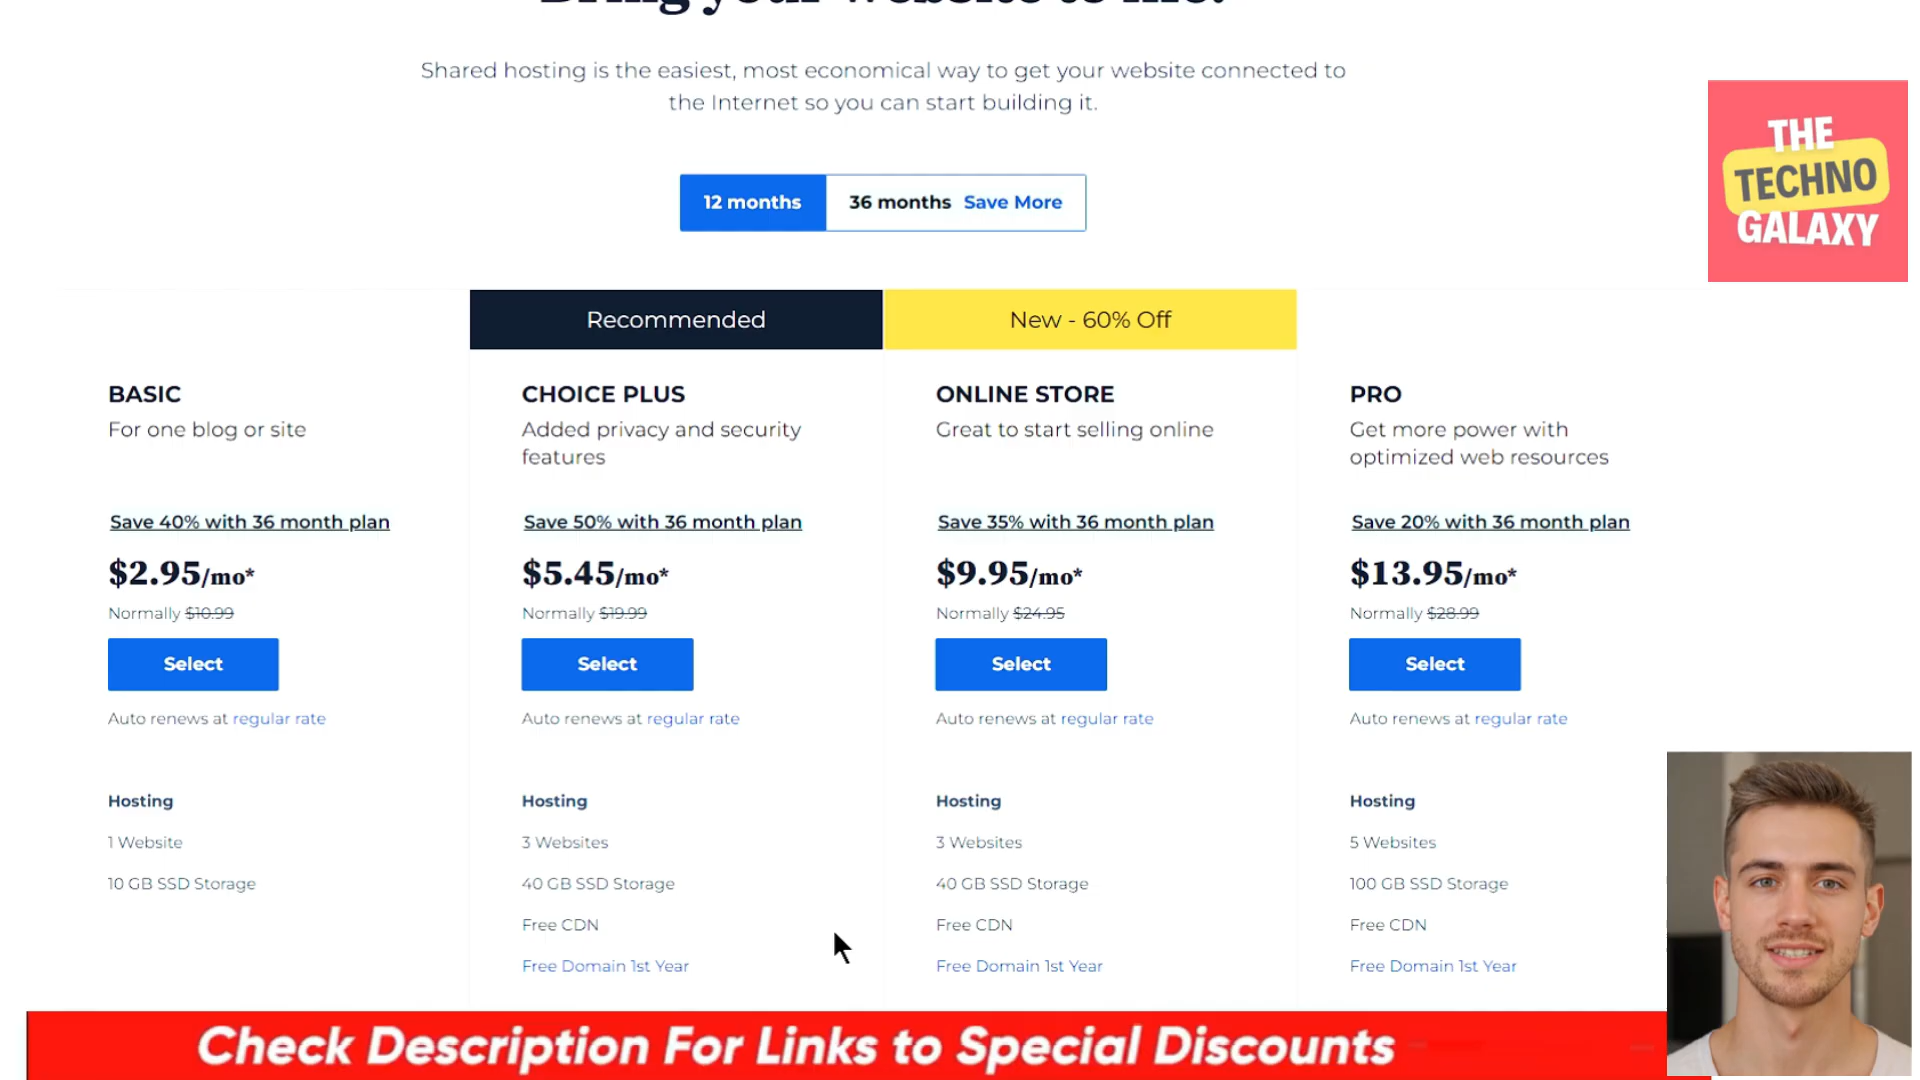 Bring your website to life.
Shared hosting is the easiest, most economical way to get your website connected to
the Internet so you can start building it.
THE
TECHNO
GALAXY
12 months
36 months Save More
Recommended
New - 60% Off
BASIC
For one blog or site
Save 40% with 36 month plan
$2.95/mo*
Normally $10.99
Select
Auto renews at regular rate
Hosting
1 Website
10 GB SSD Storage
CHOICE PLUS
Added privacy and security
features
Save 50% with 36 month plan
$5.45/mo*
Normally $19.99
Select
Auto renews at regular rate
Hosting
3 Websites
40 GB SSD Storage
Free CDN
Free Domain 1st Year
ONLINE STORE
Great to start selling online
Save 35% with 36 month plan
$9.95/mo*
Normally $24.95
Select
Auto renews at regular rate
Hosting
3 Websites
40 GB SSD Storage
Free CDN
Free Domain 1st Year
PRO
Get more power with
optimized web resources
Save 20% with 36 month plan
$13.95/mo*
Normally $28.99
Select
Auto renews at regular rate
Hosting
5 Websites
100 GB SSD Storage
Free CDN
Free Domain 1st Year
Check Description For Links to Special Discounts